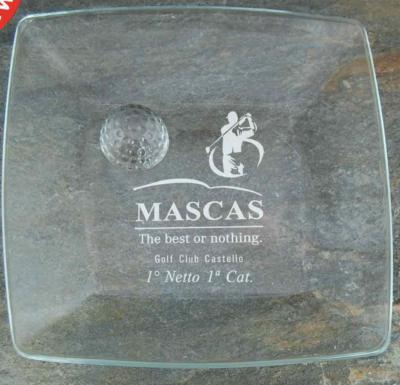 MASCAS
The best or nothing.
Golf Club Castello
1° Netto 1ª Cat.